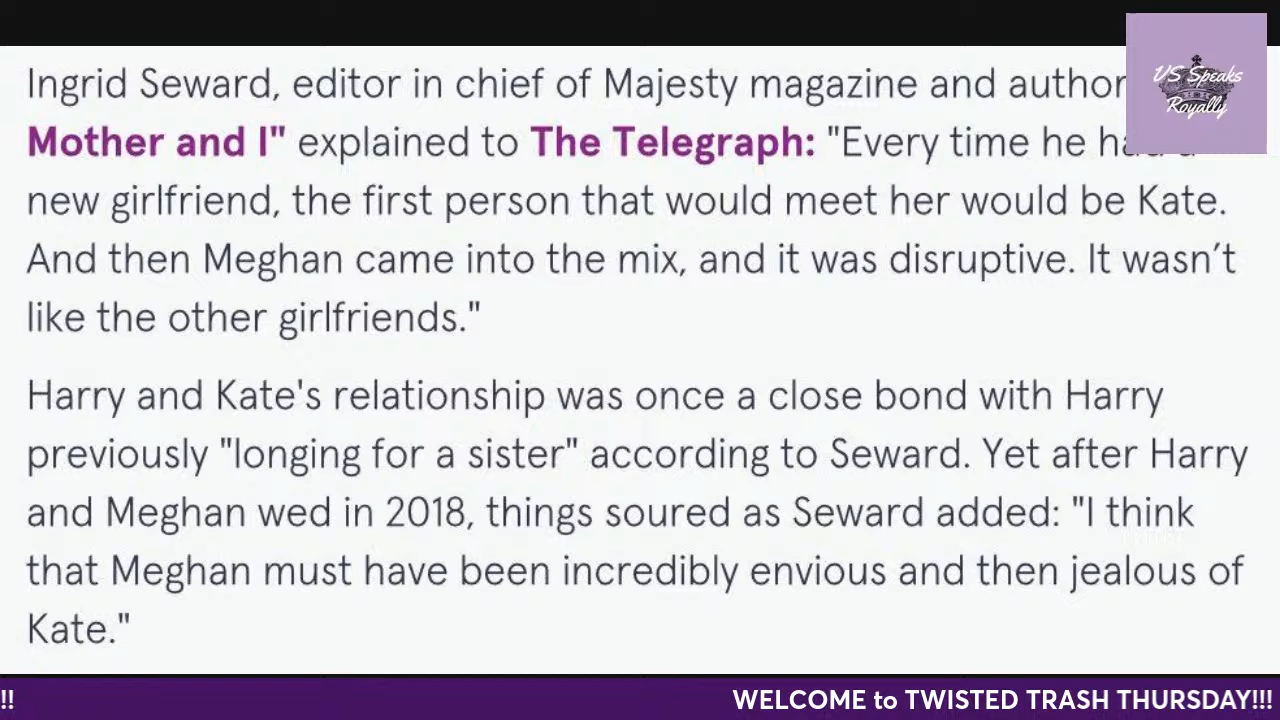 Ingrid Seward, editor in chief of Majesty magazine and author
VS Speaks
Royally
Mother and I" explained to The Telegraph: "Every time he had a
new girlfriend, the first person that would meet her would be Kate.
And then Meghan came into the mix, and it was disruptive. It wasn’t
like the other girlfriends."
Harry and Kate's relationship was once a close bond with Harry
previously "longing for a sister" according to Seward. Yet after Harry
and Meghan wed in 2018, things soured as Seward added: "I think
that Meghan must have been incredibly envious and then jealous of
Kate."
!! WELCOME to TWISTED TRASH THURSDAY!!!